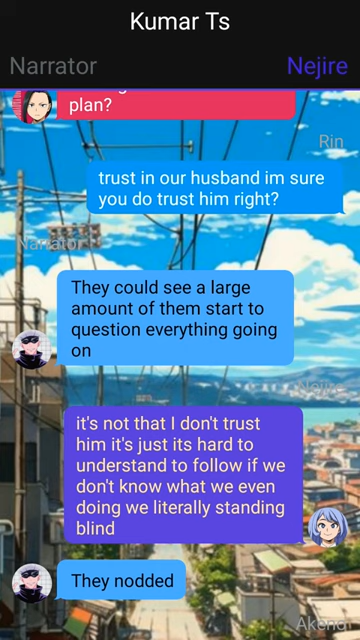 Kumar Ts
Narrator
Nejire
plan?
Rin
trust in our husband im sure
you do trust him right?
Narrator
They could see a large
amount of them start to
question everything going
on
Nejire
it's not that I don't trust
him it's just its hard to
understand to follow if we
don't know what we even
doing we literally standing
blind
They nodded